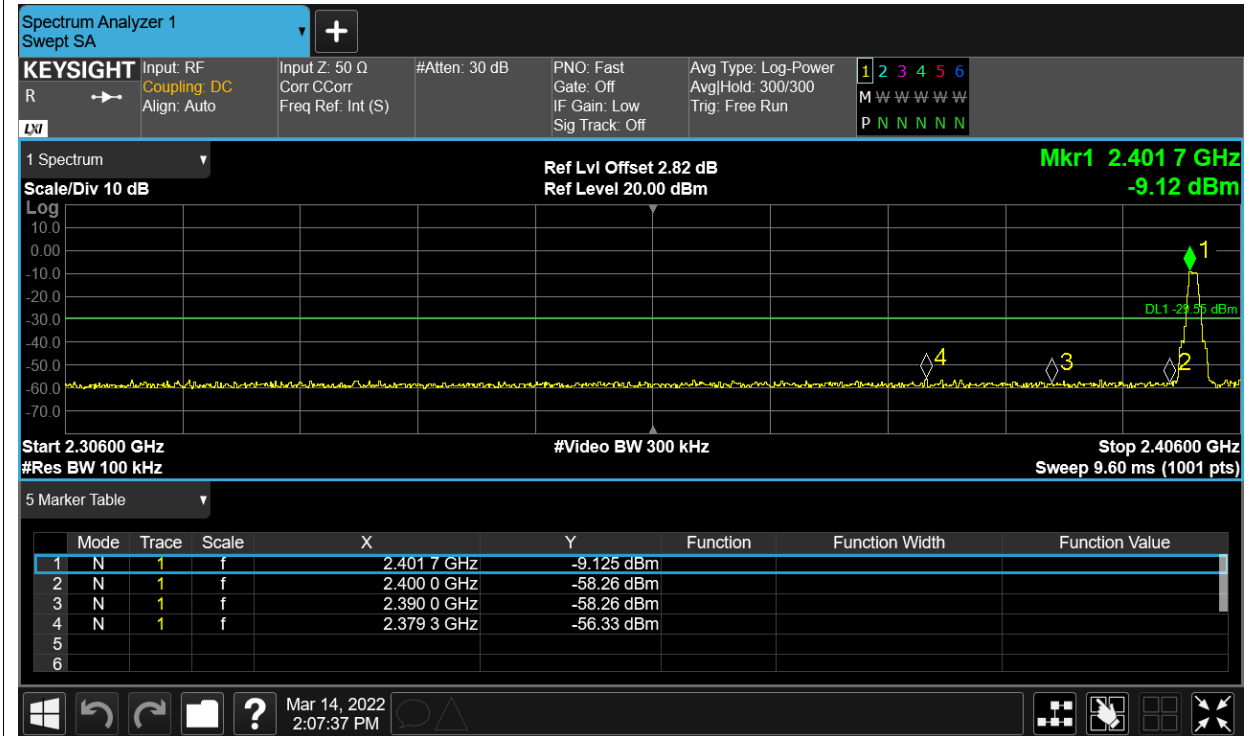 Spectrum Analyzer 1
Swept SA
+
KEYSIGHT Input: RF Input Z: 50 Ω #Atten: 30 dB PNO: Fast Avg Type: Log-Power 1 2 3 4 5 6
R Coupling: DC Corr CCorr Gate: Off Avg|Hold: 300/300 M W W W W W
Align: Auto Freq Ref: Int (S) IF Gain: Low Trig: Free Run
LXI Sig Track: Off P N N N N N
1 Spectrum Ref Lvl Offset 2.82 dB Mkr1 2.401 7 GHz
Scale/Div 10 dB Ref Level 20.00 dBm -9.12 dBm
Log
10.0
0.00
1
-10.0
-20.0
DL1 -29.55 dBm
-30.0
-40.0
4 3 2
-50.0
-60.0
-70.0
Start 2.30600 GHz #Video BW 300 kHz Stop 2.40600 GHz
#Res BW 100 kHz Sweep 9.60 ms (1001 pts)
5 Marker Table
Mode Trace Scale X Y Function Function Width Function Value
1 N 1 f 2.401 7 GHz -9.125 dBm
2 N 1 f 2.400 0 GHz -58.26 dBm
3 N 1 f 2.390 0 GHz -58.26 dBm
4 N 1 f 2.379 3 GHz -56.33 dBm
5
6
? Mar 14, 2022
2:07:37 PM